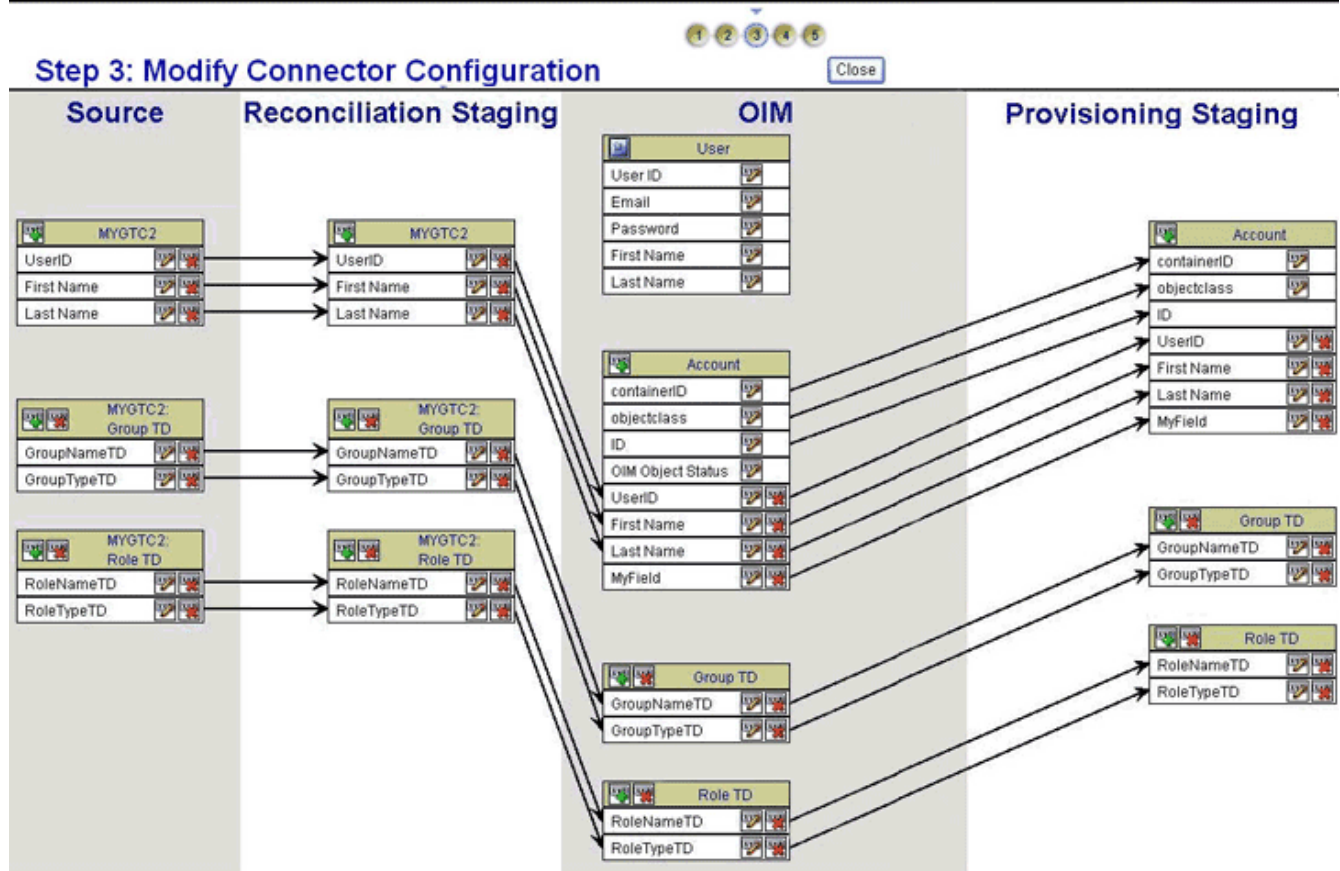 1 2 3 4 5
Step 3: Modify Connector Configuration
Close
Source
Reconciliation Staging
OIM
Provisioning Staging
MYGTC2
UserID
First Name
Last Name
MYGTC2:
Group TD
GroupNameTD
GroupTypeTD
MYGTC2:
Role TD
RoleNameTD
RoleTypeTD
MYGTC2
UserID
First Name
Last Name
MYGTC2:
Group TD
GroupNameTD
GroupTypeTD
MYGTC2:
Role TD
RoleNameTD
RoleTypeTD
User
User ID
Email
Password
First Name
Last Name
Account
containerID
objectclass
ID
OIM Object Status
UserID
First Name
Last Name
MyField
Group TD
GroupNameTD
GroupTypeTD
Role TD
RoleNameTD
RoleTypeTD
Account
containerID
objectclass
ID
UserID
First Name
Last Name
MyField
Group TD
GroupNameTD
GroupTypeTD
Role TD
RoleNameTD
RoleTypeTD